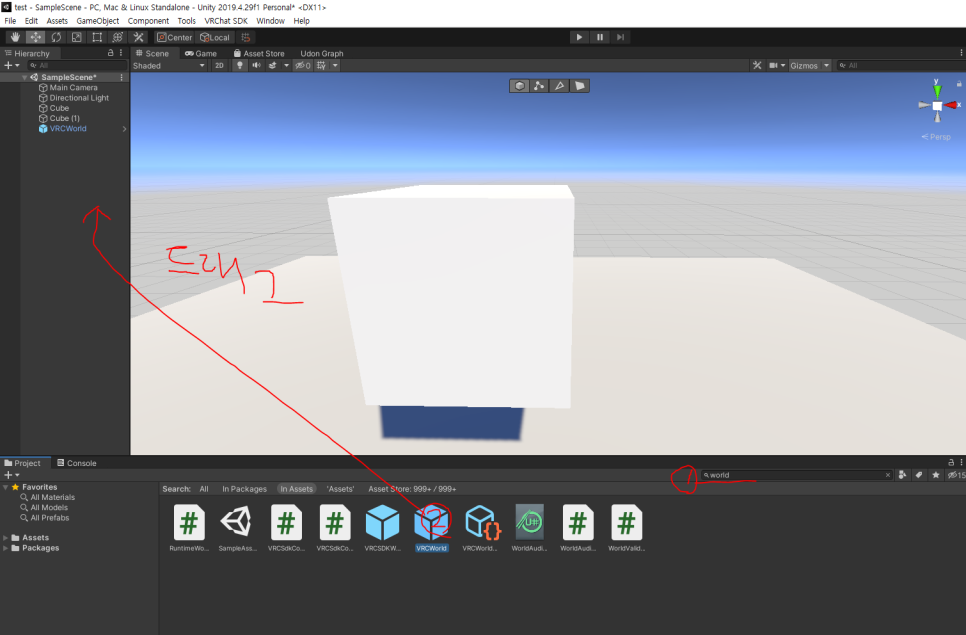 test - SampleScene - PC, Mac & Linux Standalone - Unity 2019.4.29f1 Personal* <DX11>
File Edit Assets GameObject Component Tools VRChat SDK Window Help
Center Local
Hierarchy
All
SampleScene*
Main Camera
Directional Light
Cube
Cube (1)
VRCWorld
Scene Game Asset Store Udon Graph
Shaded 2D 0 Gizmos All
y
x
Persp
드래그
Project Console
1 world 15
Favorites
All Materials
All Models
All Prefabs
Assets
Packages
Search: All In Packages In Assets 'Assets' Asset Store: 999+ / 999+
# # # 2 {} U# # #
RuntimeWo... SampleAss... VRCSdkCo... VRCSdkCo... VRCSDKW... VRCWorld VRCWorld... WorldAudi... WorldAudi... WorldValid...